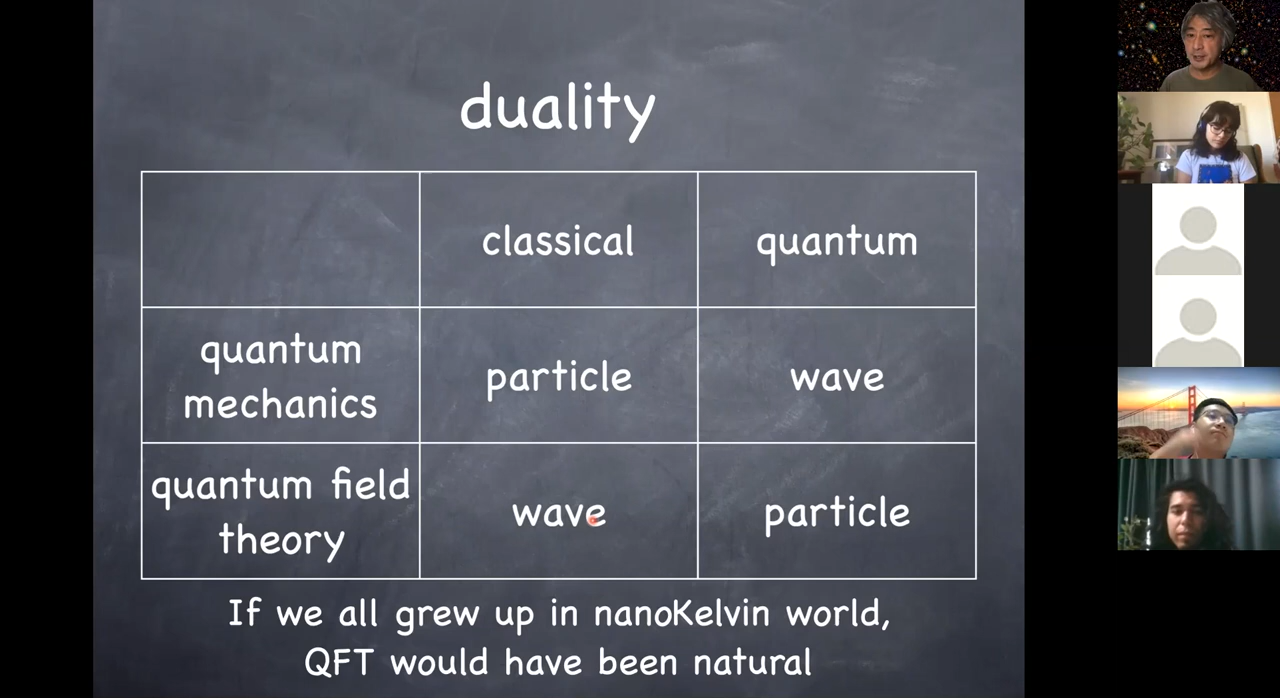 duality
classical quantum
quantum mechanics particle wave
quantum field theory wave particle
If we all grew up in nanoKelvin world,
QFT would have been natural